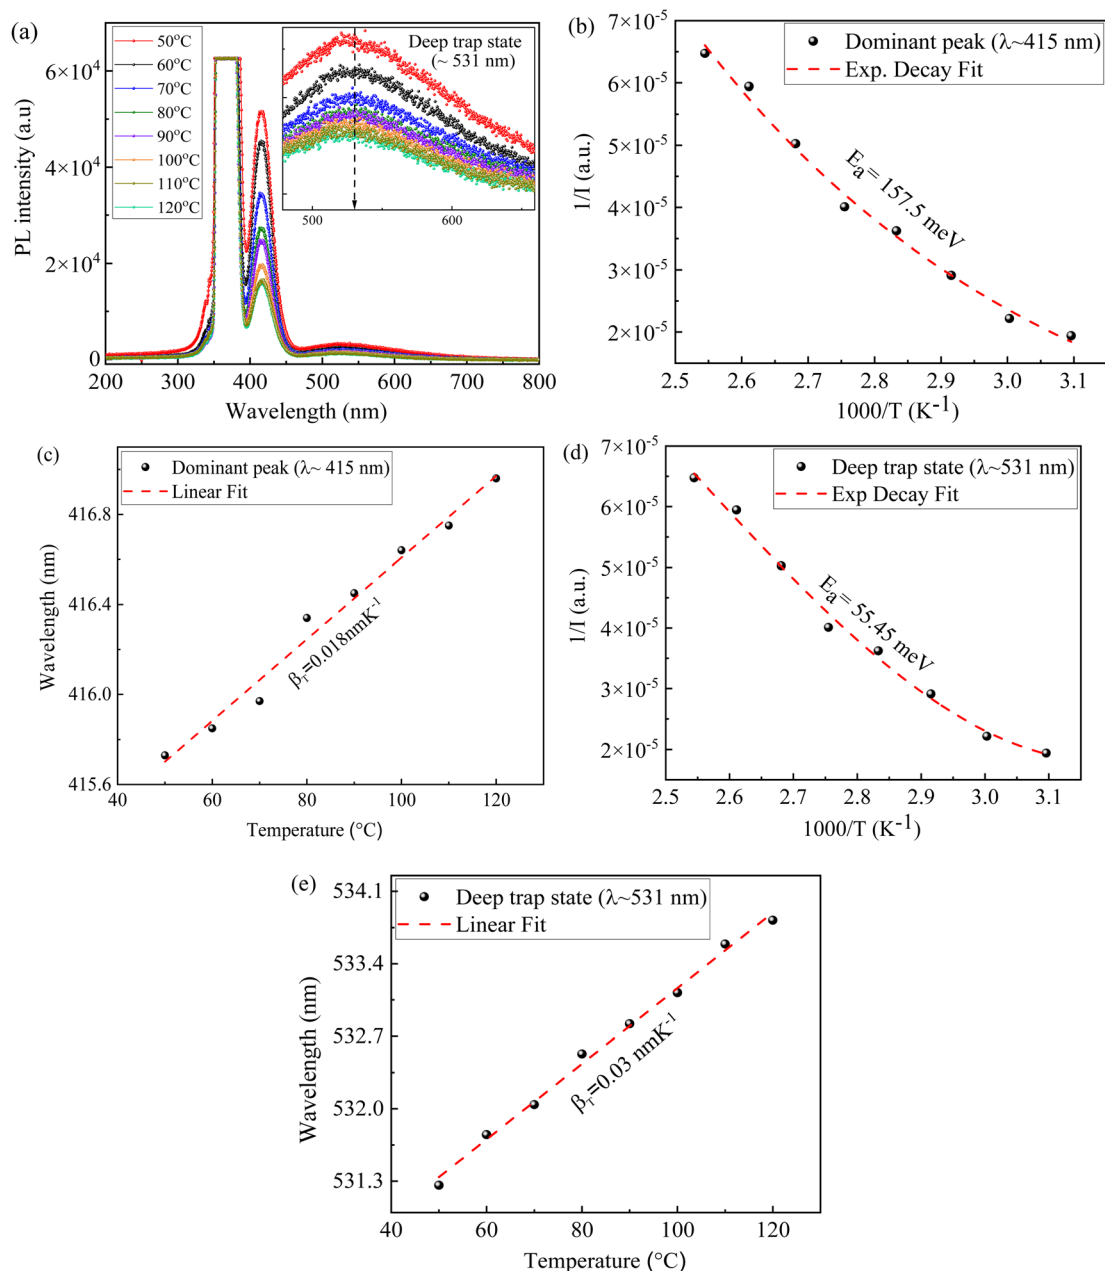 (a)
50°C
60°C
70°C
80°C
90°C
100°C
110°C
120°C
Deep trap state
(~ 531 nm)
500 600
PL intensity (a.u)
6×10⁴
4×10⁴
2×10⁴
0
200 300 400 500 600 700 800
Wavelength (nm)
(b)
Dominant peak (λ~415 nm)
Exp. Decay Fit
Eₐ= 157.5 meV
1/I (a.u.)
7×10⁻⁵
6×10⁻⁵
5×10⁻⁵
4×10⁻⁵
3×10⁻⁵
2×10⁻⁵
2.5 2.6 2.7 2.8 2.9 3.0 3.1
1000/T (K⁻¹)
(c)
Dominant peak (λ~ 415 nm)
Linear Fit
β_T=0.018nmK⁻¹
Wavelength (nm)
416.8
416.4
416.0
415.6
40 60 80 100 120
Temperature (°C)
(d)
Deep trap state (λ~531 nm)
Exp Decay Fit
Eₐ= 55.45 meV
1/I (a.u.)
7×10⁻⁵
6×10⁻⁵
5×10⁻⁵
4×10⁻⁵
3×10⁻⁵
2×10⁻⁵
2.5 2.6 2.7 2.8 2.9 3.0 3.1
1000/T (K⁻¹)
(e)
Deep trap state (λ~531 nm)
Linear Fit
β_T=0.03 nmK⁻¹
Wavelength (nm)
534.1
533.4
532.7
532.0
531.3
40 60 80 100 120
Temperature (°C)